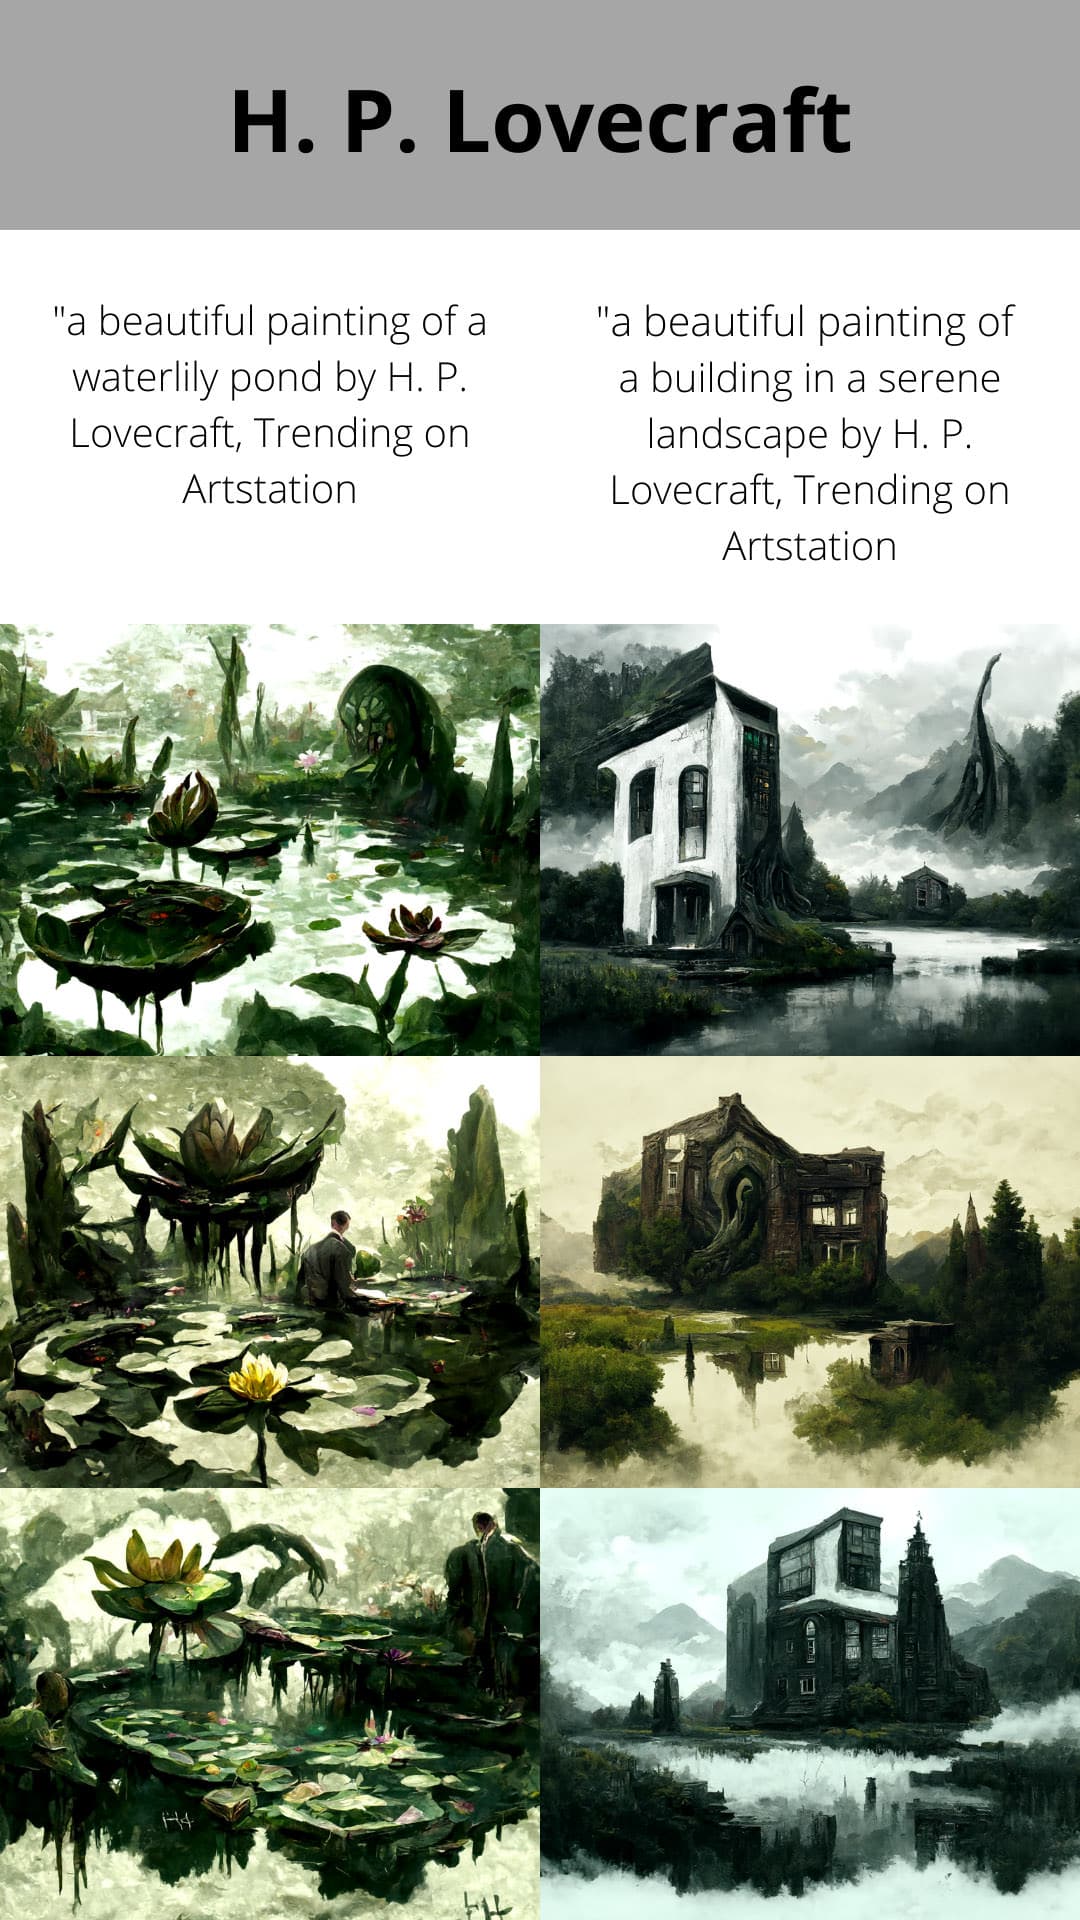 H. P. Lovecraft
"a beautiful painting of a
waterlily pond by H. P.
Lovecraft, Trending on
Artstation
"a beautiful painting of
a building in a serene
landscape by H. P.
Lovecraft, Trending on
Artstation